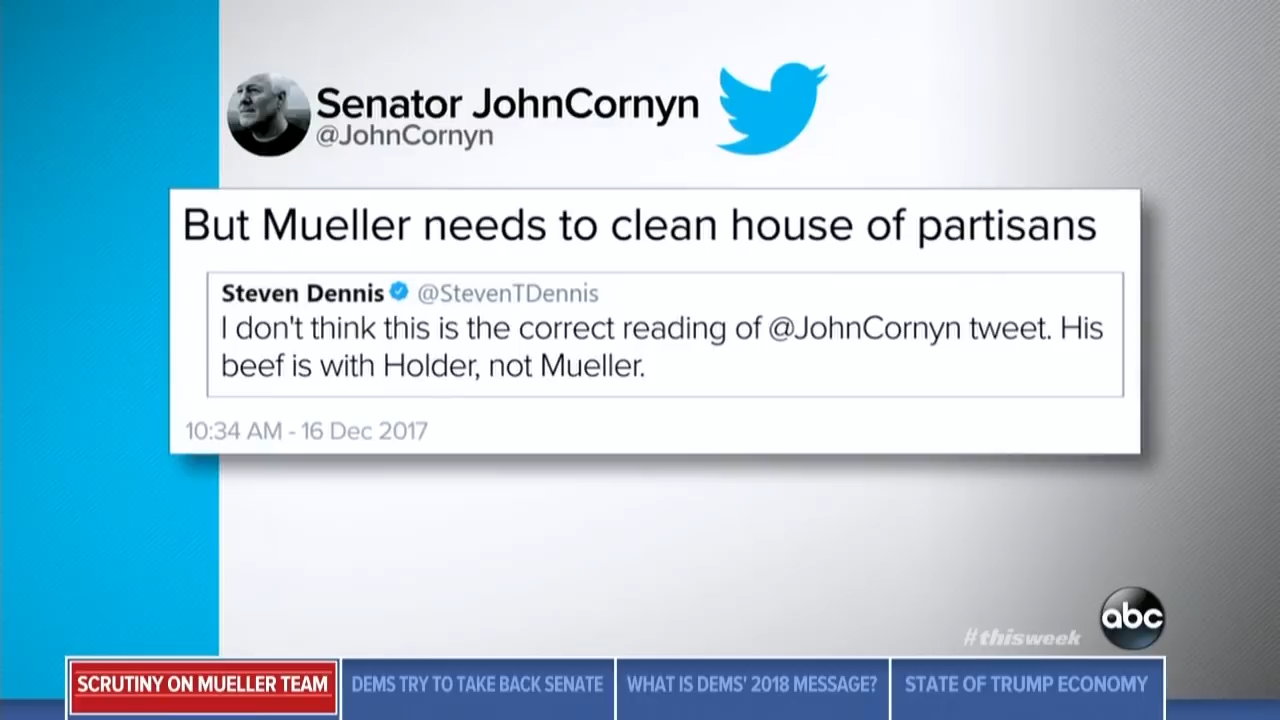 Senator JohnCornyn
@JohnCornyn
But Mueller needs to clean house of partisans
Steven Dennis @StevenTDennis
I don't think this is the correct reading of @JohnCornyn tweet. His
beef is with Holder, not Mueller.
10:34 AM - 16 Dec 2017
abc
#thisweek
SCRUTINY ON MUELLER TEAM
DEMS TRY TO TAKE BACK SENATE
WHAT IS DEMS' 2018 MESSAGE?
STATE OF TRUMP ECONOMY